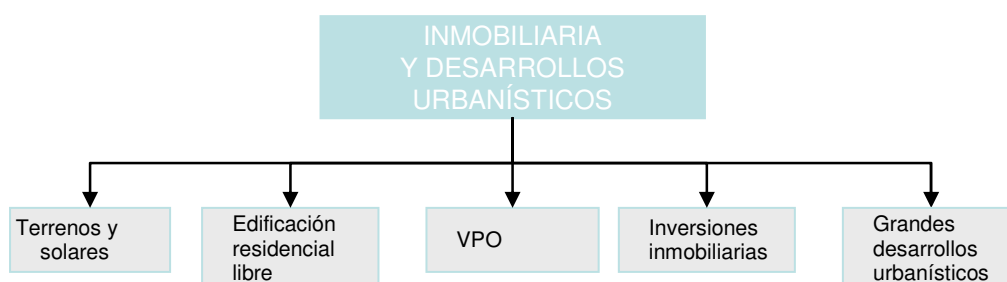 INMOBILIARIA
Y DESARROLLOS
URBANÍSTICOS
Terrenos y
solares
Edificación
residencial
libre
VPO
Inversiones
inmobiliarias
Grandes
desarrollos
urbanísticos